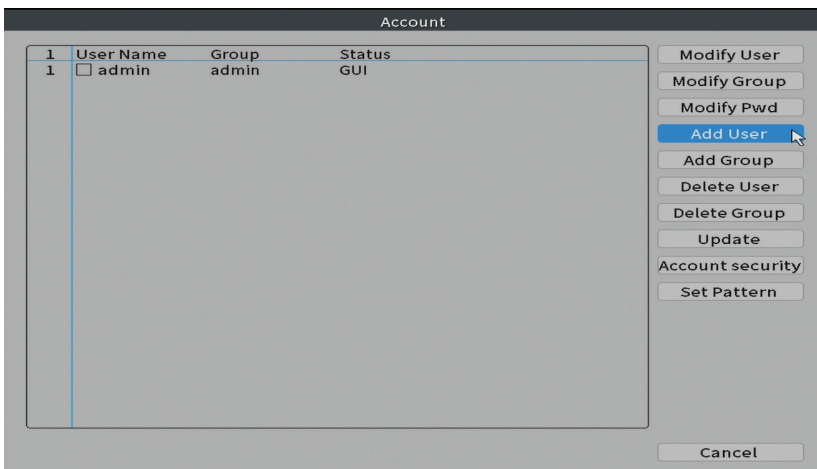 Account
1 User Name Group Status
1 admin admin GUI
Modify User
Modify Group
Modify Pwd
Add User
Add Group
Delete User
Delete Group
Update
Account security
Set Pattern
Cancel